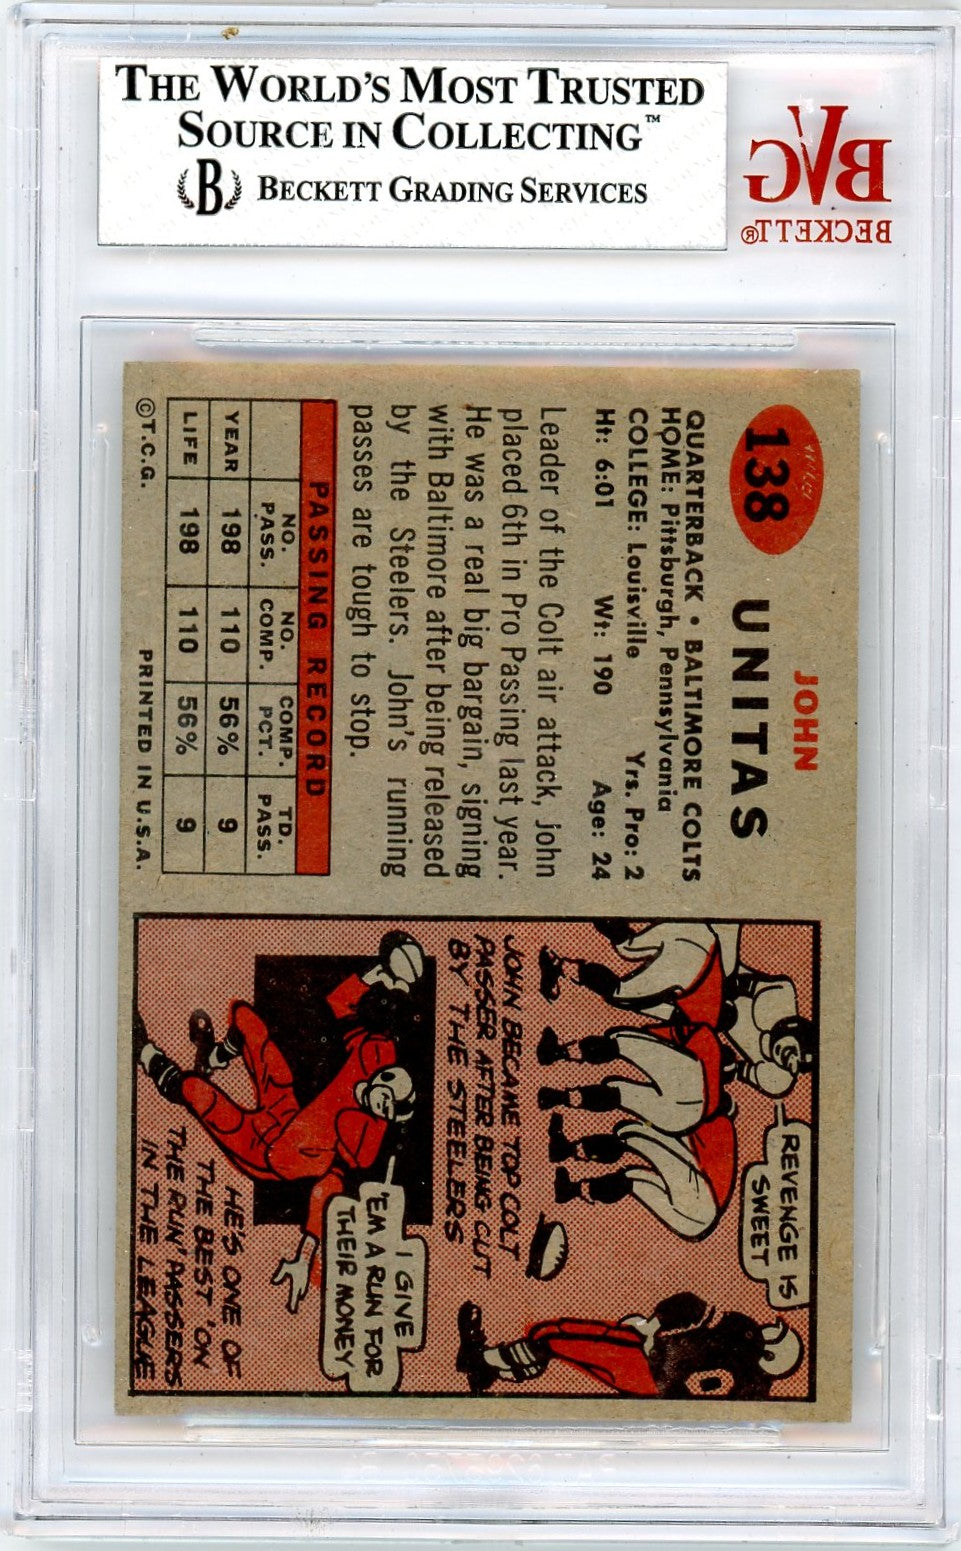 THE WORLD'S MOST TRUSTED
SOURCE IN COLLECTING™
B BECKETT GRADING SERVICES
BVG
BECKETT®
138
JOHN
UNITAS
QUARTERBACK • BALTIMORE COLTS
HOME: Pittsburgh, Pennsylvania
COLLEGE: Louisville Yrs. Pro: 2
Ht: 6:01 Wt: 190 Age: 24
Leader of the Colt air attack, John
placed 6th in Pro Passing last year.
He was a real big bargain, signing
with Baltimore after being released
by the Steelers. John's running
passes are tough to stop.
PASSING RECORD
NO. PASS. NO. COMP. COMP. PCT. TD. PASS.
YEAR 198 110 56% 9
LIFE 198 110 56% 9
©T.C.G. PRINTED IN U.S.A.
REVENGE IS
SWEET
JOHN BECAME TOP COLT
PASSER AFTER BEING CUT
BY THE STEELERS
I GIVE
'EM A RUN FOR
THEIR MONEY
HE'S ONE OF
THE BEST 'ON
THE RUN' PASSERS
IN THE LEAGUE